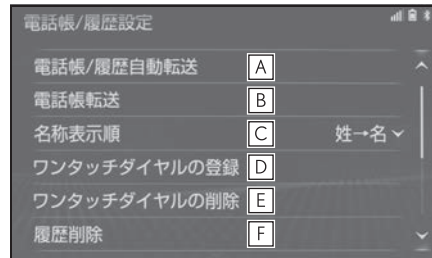 電話帳/履歴設定
電話帳/履歴自動転送 A
電話帳転送 B
名称表示順 C 姓→名
ワンタッチダイヤルの登録 D
ワンタッチダイヤルの削除 E
履歴削除 F